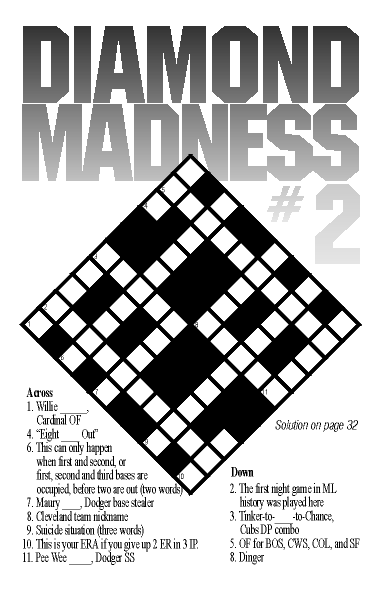 DIAMOND
MADNESS
#2
Across
1. Willie ____,
Cardinal OF
4. “Eight ____ Out”
6. This can only happen
when first and second, or
first, second and third bases are
occupied, before two are out (two words)
7. Maury ____, Dodger base stealer
8. Cleveland team nickname
9. Suicide situation (three words)
10. This is your ERA if you give up 2 ER in 3 IP.
11. Pee Wee ____, Dodger SS
Solution on page 32
Down
2. The first night game in ML
history was played here
3. Tinker-to-____-to-Chance,
Cubs DP combo
5. OF for BOS, CWS, COL, and SF
8. Dinger